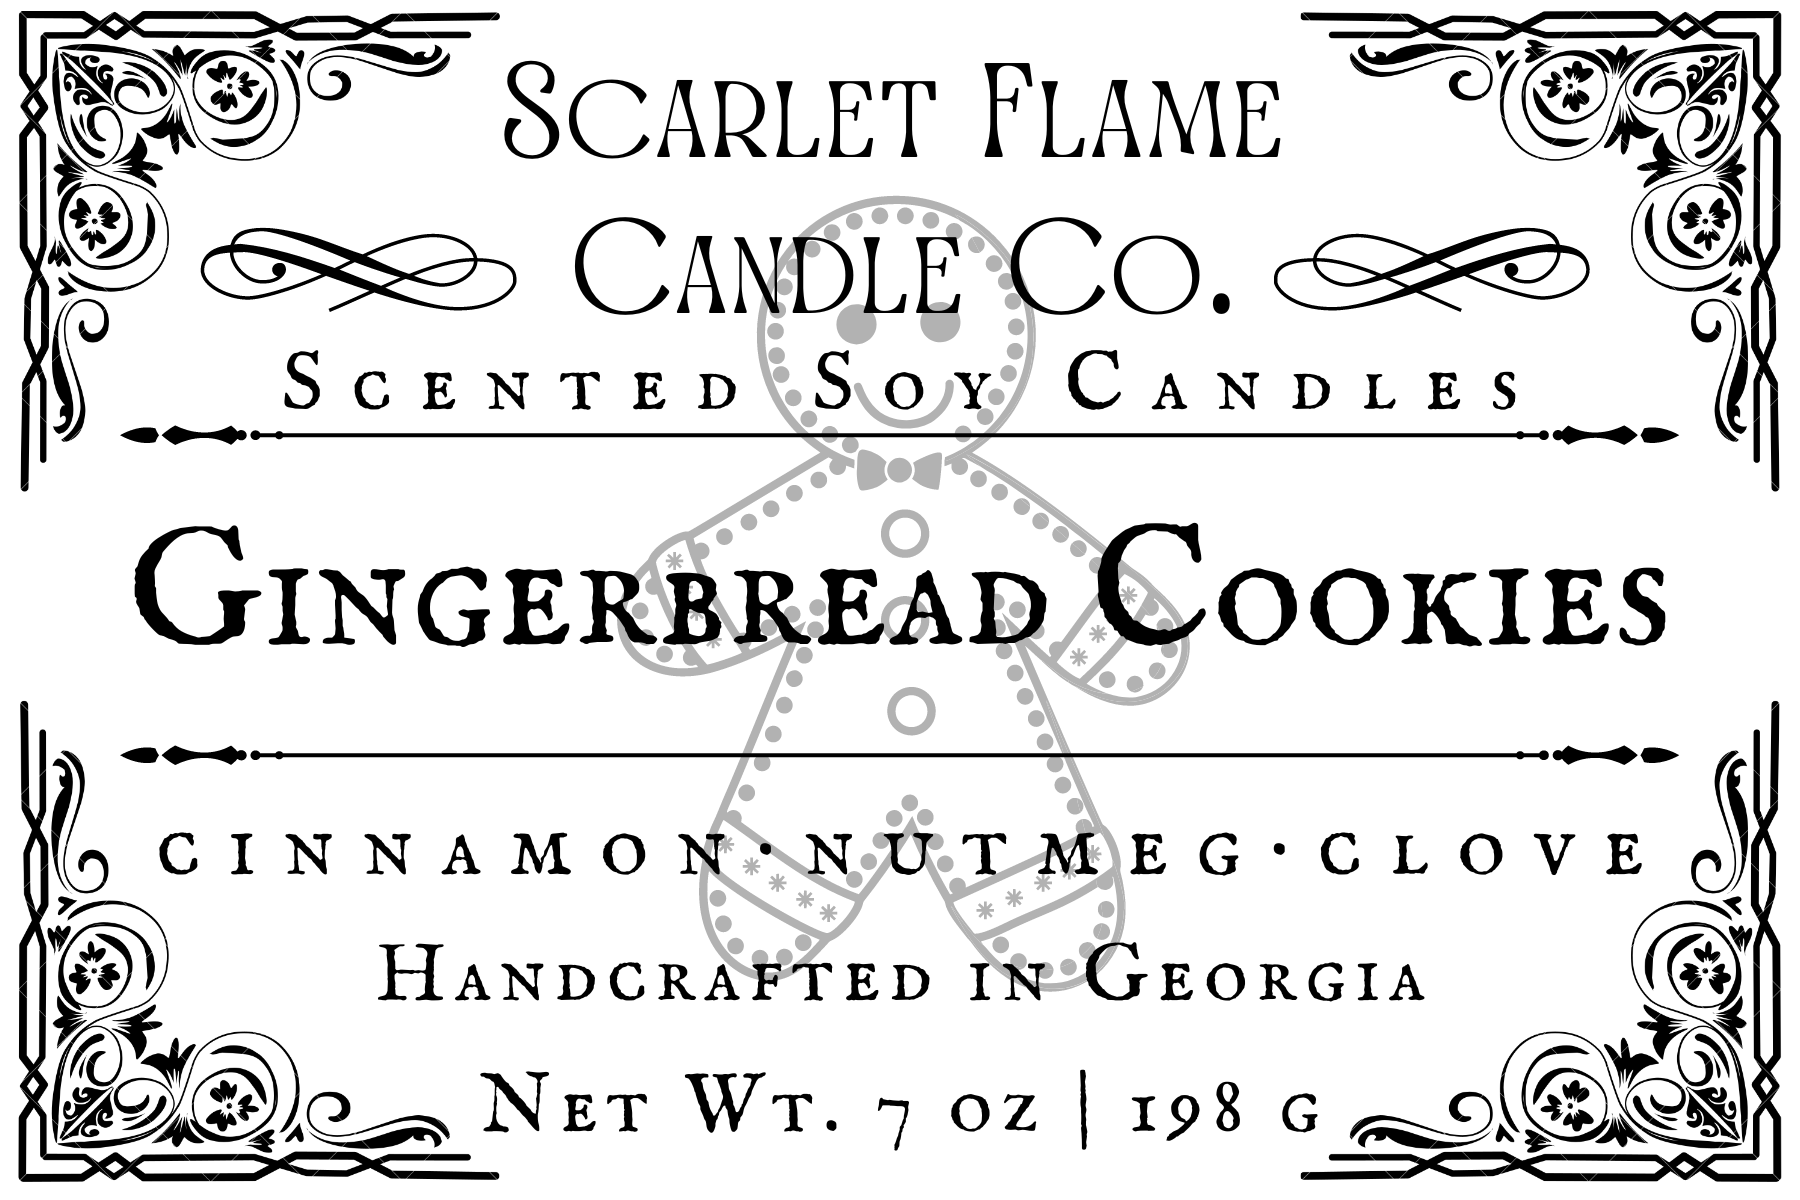 Scarlet Flame
Candle Co.
Scented Soy Candles
Gingerbread Cookies
cinnamon·nutmeg·clove
Handcrafted in Georgia
Net Wt. 7 oz | 198 g